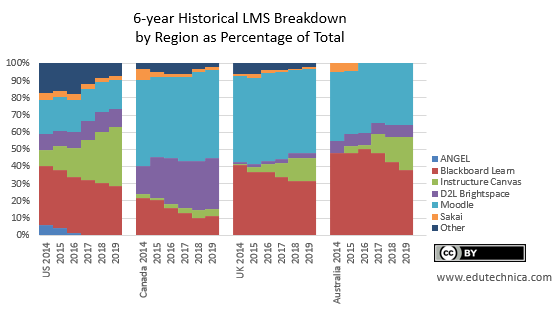 6-year Historical LMS Breakdown
by Region as Percentage of Total
100%
90%
80%
70%
60%
50%
40%
30%
20%
10%
0%
US 2014
2015
2016
2017
2018
2019
Canada 2014
2015
2016
2017
2018
2019
UK 2014
2015
2016
2017
2018
2019
Australia 2014
2015
2016
2017
2018
2019
ANGEL
Blackboard Learn
Instructure Canvas
D2L Brightspace
Moodle
Sakai
Other
cc BY
www.edutechnica.com